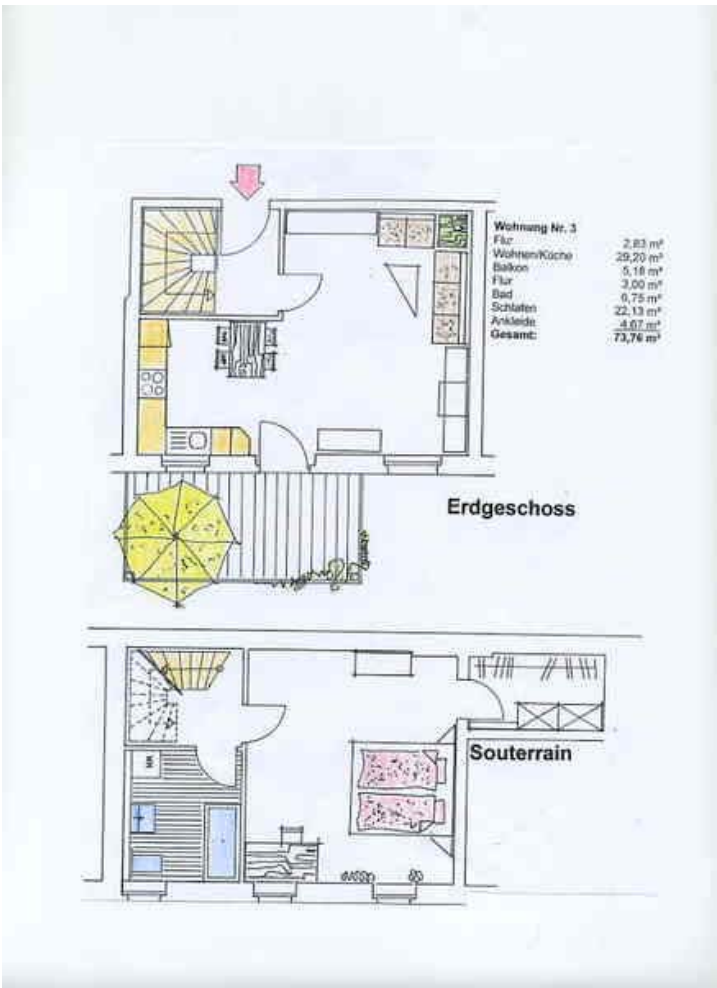 Wohnung Nr. 3
Flur 2,83 m²
Wohnen/Küche 29,20 m²
Balkon 5,18 m²
Flur 3,00 m²
Bad 6,75 m²
Schlafen 22,13 m²
Ankleide 4,67 m²
Gesamt: 73,76 m²
Erdgeschoss
Souterrain
WM